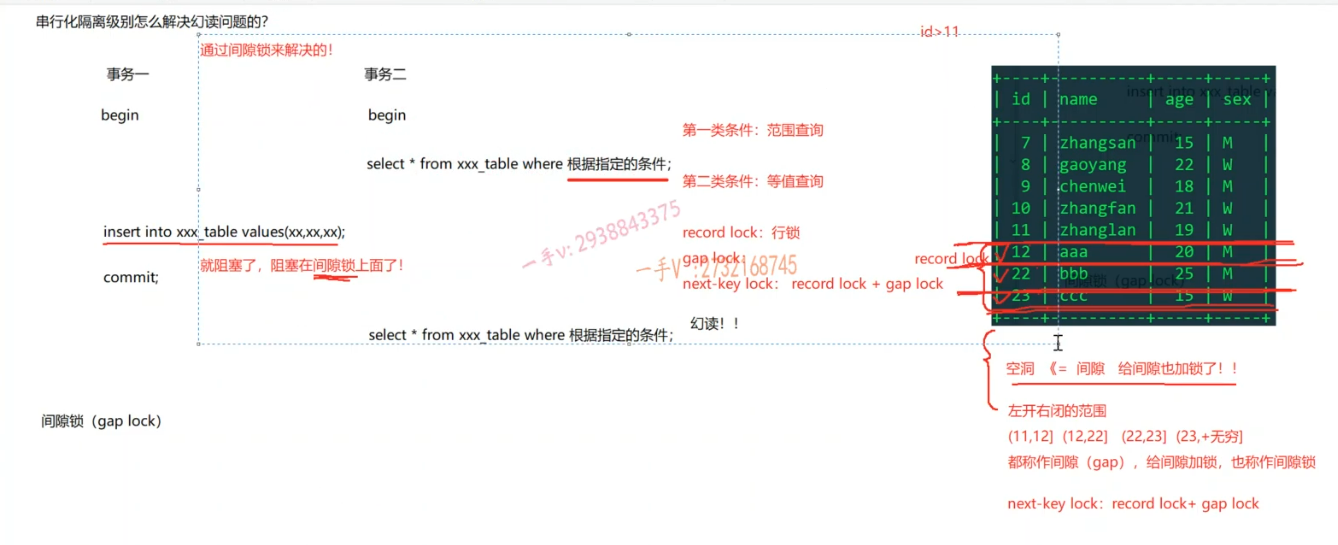 串行化隔离级别怎么解决幻读问题的？
id>11
通过间隙锁来解决的！
事务一
事务二
begin
begin
第一类条件：范围查询
select * from xxx_table where 根据指定的条件;
第二类条件：等值查询
insert into xxx_table values(xx,xx,xx);
record lock：行锁
gap lock:
next-key lock： record lock + gap lock
就阻塞了，阻塞在间隙锁上面了！
commit;
一手v: 2938843375
一手V :2732168745
record lock
幻读！！
select * from xxx_table where 根据指定的条件;
间隙锁（gap lock）
| id | name | age | sex |
| 7 | zhangsan | 15 | M |
| 8 | gaoyang | 22 | W |
| 9 | chenwei | 18 | M |
| 10 | zhangfan | 21 | W |
| 11 | zhanglan | 19 | W |
| 12 | aaa | 20 | M |
| 22 | bbb | 25 | M |
| 23 | ccc | 15 | W |
insert into
commit;
间隙锁（gap lock）
空洞 《= 间隙 给间隙也加锁了！！
左开右闭的范围
(11,12] (12,22] (22,23] (23,+无穷]
都称作间隙（gap），给间隙加锁，也称作间隙锁
next-key lock：record lock+ gap lock